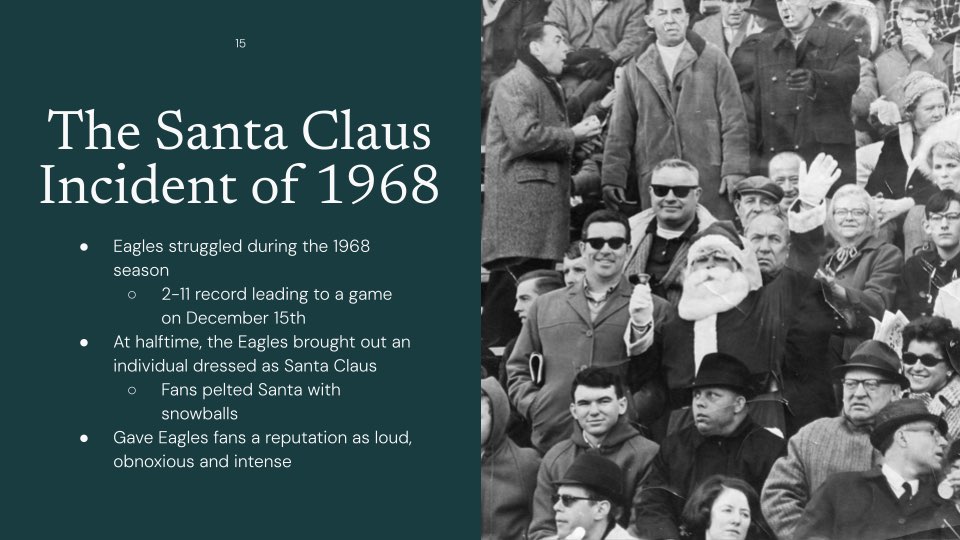 15
The Santa Claus
Incident of 1968
● Eagles struggled during the 1968
season
○ 2-11 record leading to a game
on December 15th
● At halftime, the Eagles brought out an
individual dressed as Santa Claus
○ Fans pelted Santa with
snowballs
● Gave Eagles fans a reputation as loud,
obnoxious and intense